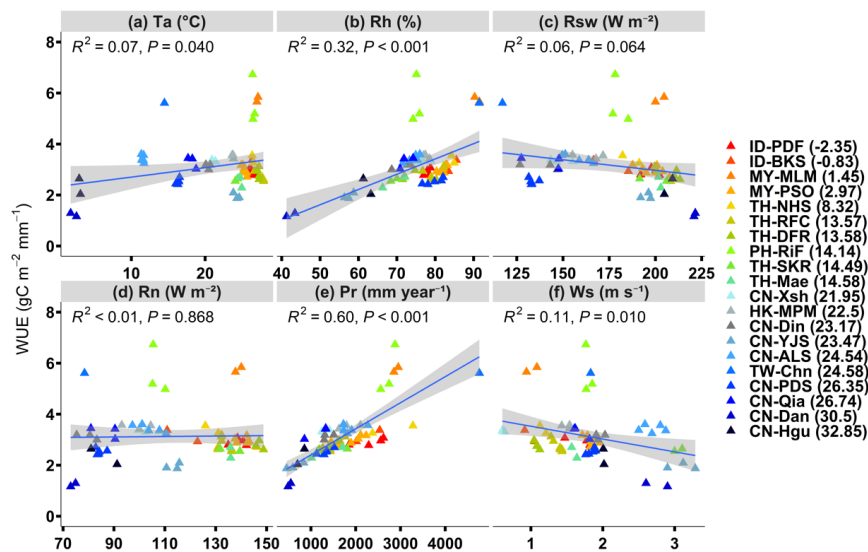 (a) Ta (°C) (b) Rh (%) (c) Rsw (W m⁻²)
R² = 0.07, P = 0.040 R² = 0.32, P < 0.001 R² = 0.06, P = 0.064
8
6
4
2
0
10 20 40 50 60 70 80 90 125 150 175 200 225
WUE (gC m⁻² mm⁻¹)
(d) Rn (W m⁻²) (e) Pr (mm year⁻¹) (f) Ws (m s⁻¹)
R² < 0.01, P = 0.868 R² = 0.60, P < 0.001 R² = 0.11, P = 0.010
8
6
4
2
0
70 90 110 130 150 1000 2000 3000 4000 1 2 3
ID-PDF (-2.35)
ID-BKS (-0.83)
MY-MLM (1.45)
MY-PSO (2.97)
TH-NHS (8.32)
TH-RFC (13.57)
TH-DFR (13.58)
PH-RiF (14.14)
TH-SKR (14.49)
TH-Mae (14.58)
CN-Xsh (21.95)
HK-MPM (22.5)
CN-Din (23.17)
CN-YJS (23.47)
CN-ALS (24.54)
TW-Chn (24.58)
CN-PDS (26.35)
CN-Qia (26.74)
CN-Dan (30.5)
CN-Hgu (32.85)